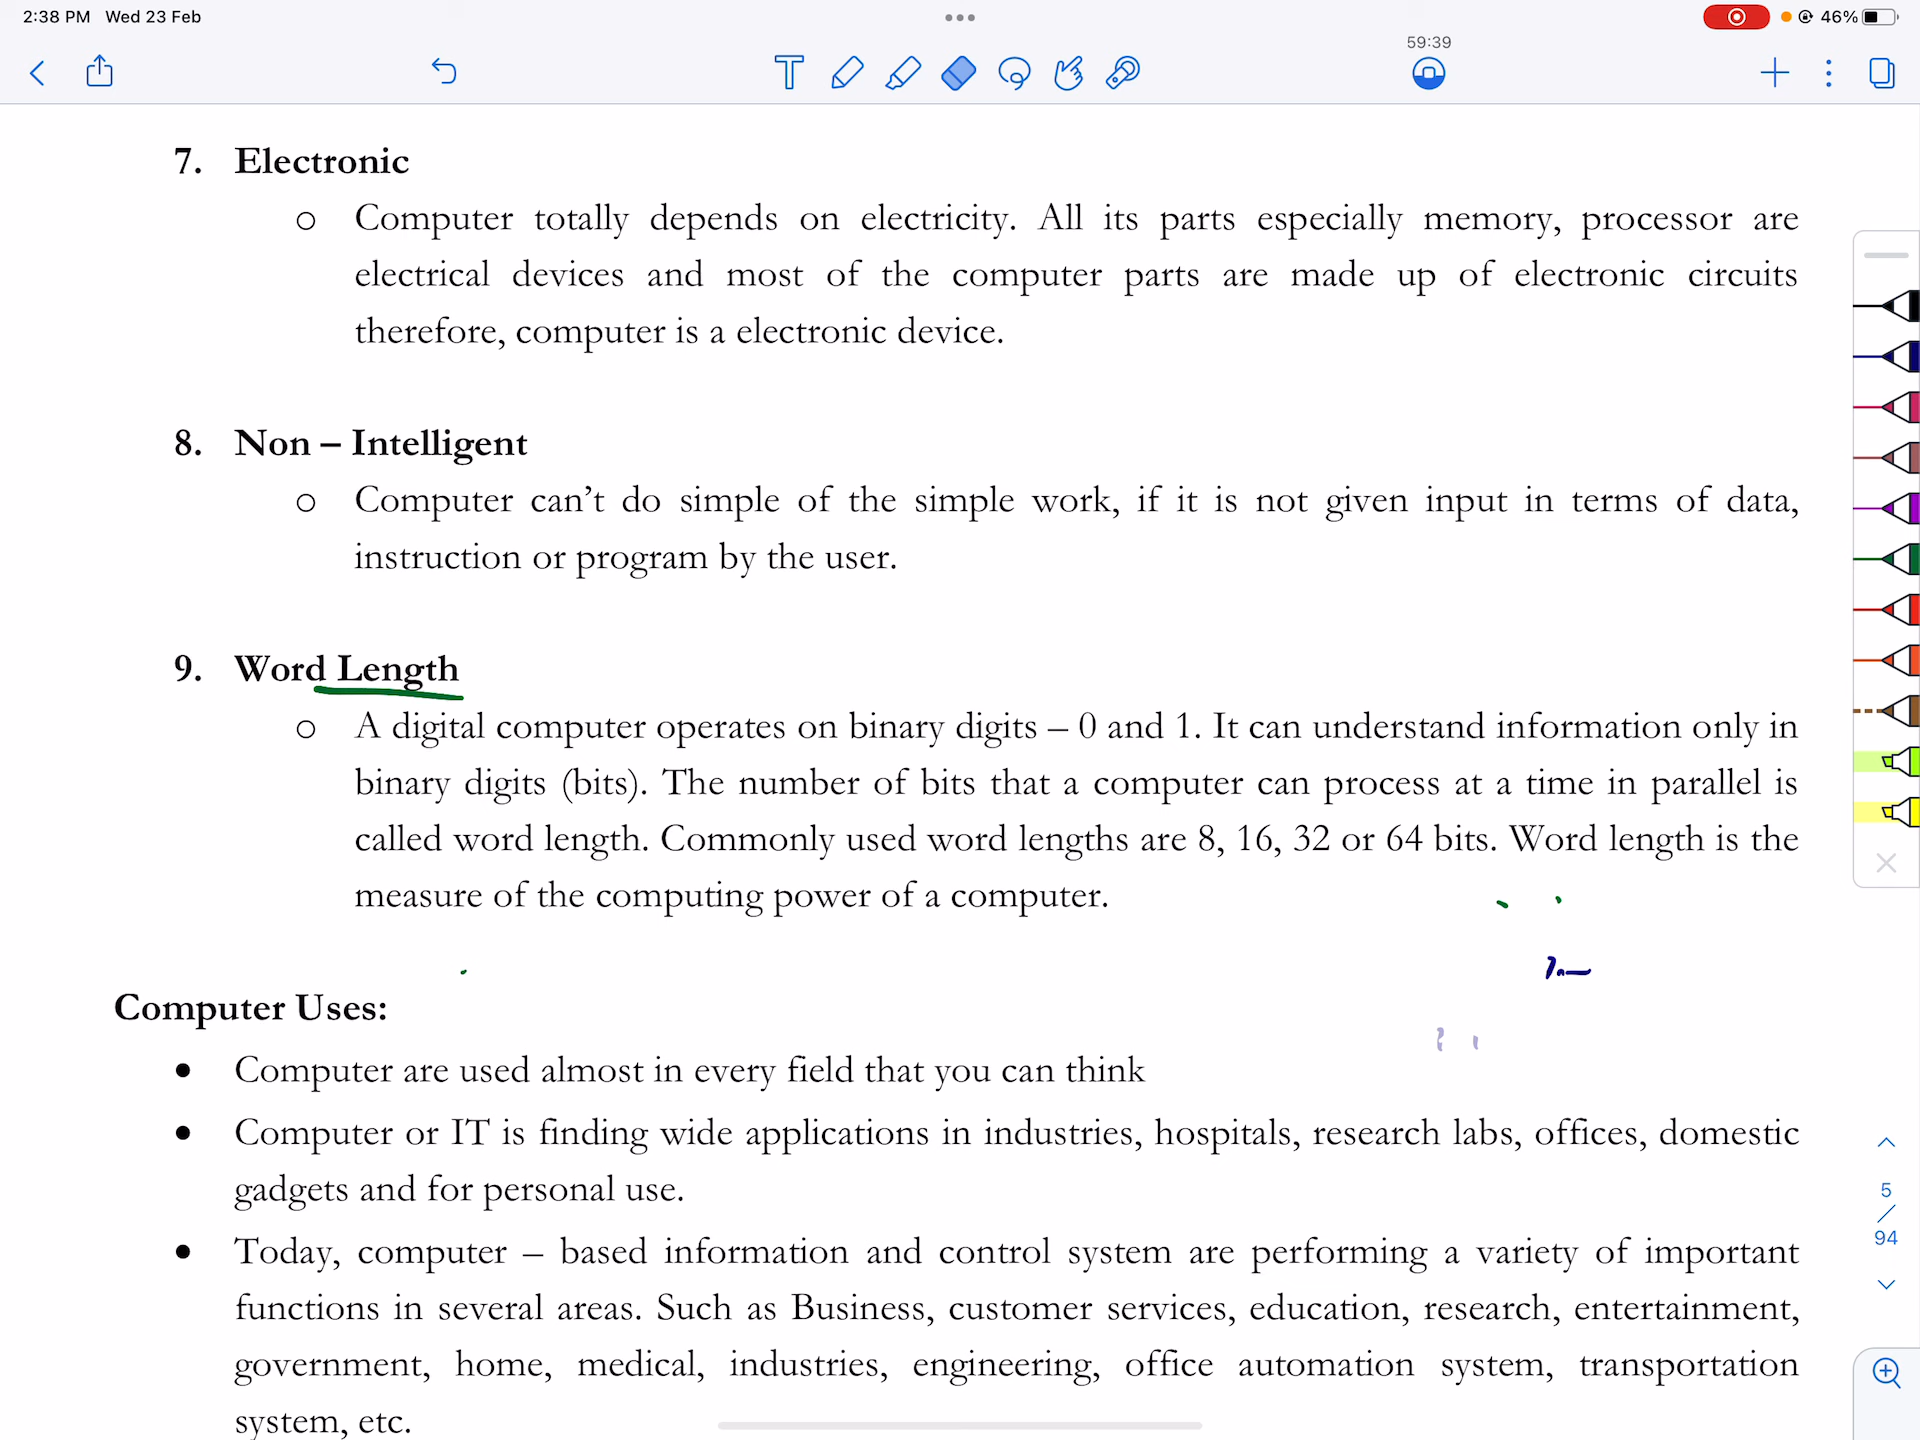 2:38 PM Wed 23 Feb
46%
59:39
7. Electronic
o Computer totally depends on electricity. All its parts especially memory, processor are
electrical devices and most of the computer parts are made up of electronic circuits
therefore, computer is a electronic device.
8. Non – Intelligent
o Computer can’t do simple of the simple work, if it is not given input in terms of data,
instruction or program by the user.
9. Word Length
o A digital computer operates on binary digits – 0 and 1. It can understand information only in
binary digits (bits). The number of bits that a computer can process at a time in parallel is
called word length. Commonly used word lengths are 8, 16, 32 or 64 bits. Word length is the
measure of the computing power of a computer.
Computer Uses:
• Computer are used almost in every field that you can think
• Computer or IT is finding wide applications in industries, hospitals, research labs, offices, domestic
gadgets and for personal use.
• Today, computer – based information and control system are performing a variety of important
functions in several areas. Such as Business, customer services, education, research, entertainment,
government, home, medical, industries, engineering, office automation system, transportation
system, etc.
5
/
94